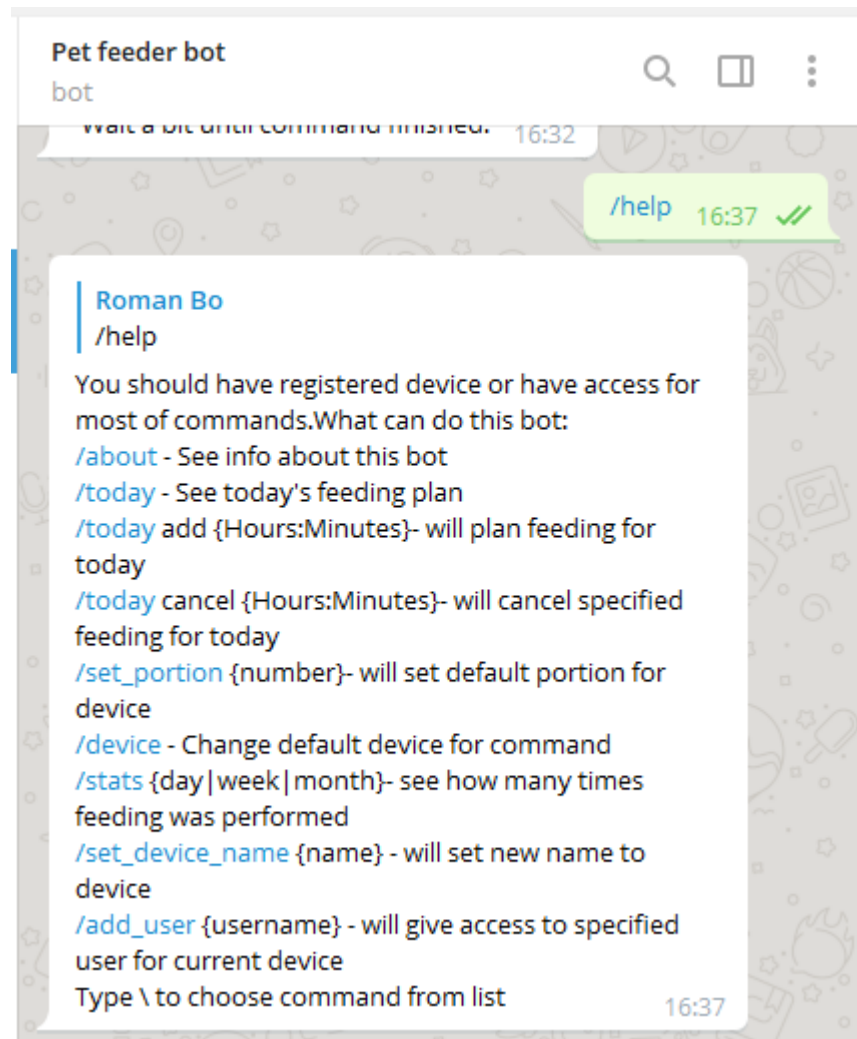 Pet feeder bot
bot
Wait a bit until command finished. 16:32
/help 16:37
Roman Bo
/help
You should have registered device or have access for
most of commands.What can do this bot:
/about - See info about this bot
/today - See today's feeding plan
/today add {Hours:Minutes}- will plan feeding for
today
/today cancel {Hours:Minutes}- will cancel specified
feeding for today
/set_portion {number}- will set default portion for
device
/device - Change default device for command
/stats {day|week|month}- see how many times
feeding was performed
/set_device_name {name} - will set new name to
device
/add_user {username} - will give access to specified
user for current device
Type \ to choose command from list 16:37